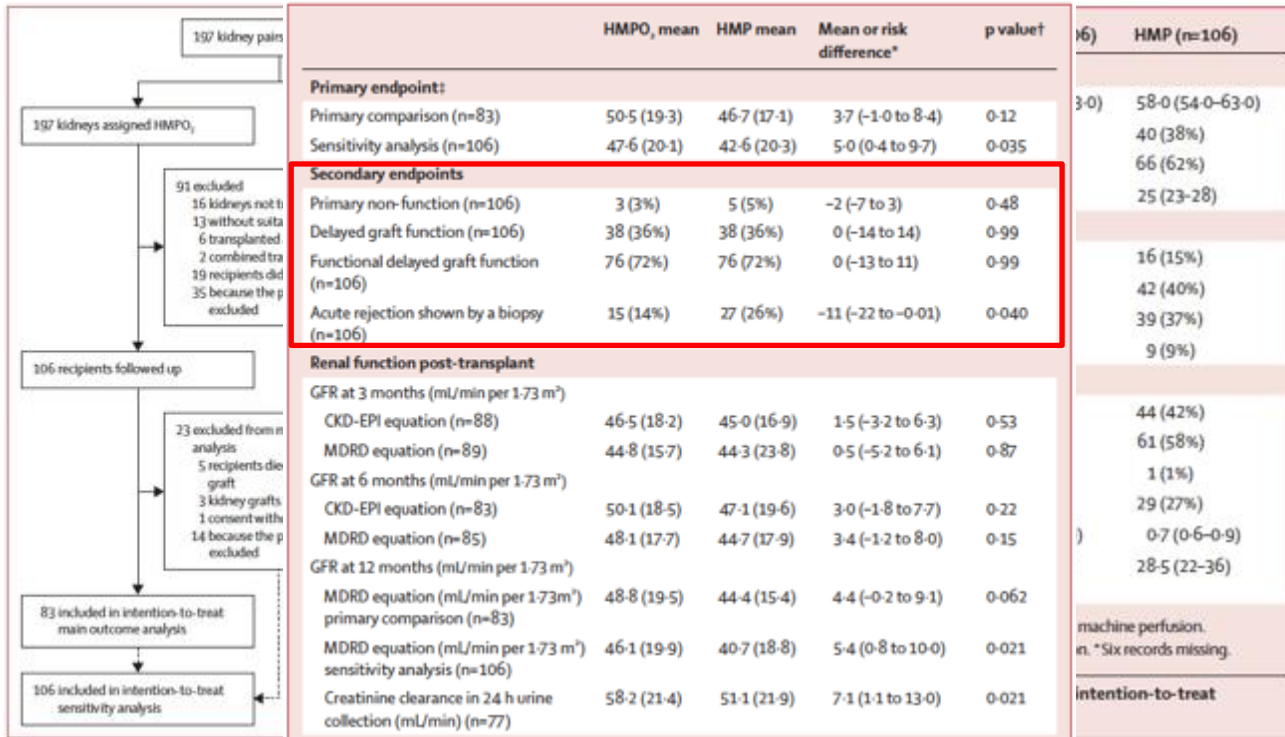 197 kidney pairs
197 kidneys assigned HMPO₂
91 excluded
16 kidneys not
13 without
6 transplanted
2 combined
19 recipients
35 because the
excluded
106 recipients followed up
23 excluded from
analysis
5 recipients
graft
3 kidney grafts
1 consent
14 because the
excluded
83 included in intention-to-treat
main outcome analysis
106 included in intention-to-treat
sensitivity analysis
HMPO₂ mean HMP mean Mean or risk difference* p value†
Primary endpoint‡
Primary comparison (n=83) 50·5 (19·3) 46·7 (17·1) 3·7 (–1·0 to 8·4) 0·12
Sensitivity analysis (n=106) 47·6 (20·1) 42·6 (20·3) 5·0 (0·4 to 9·7) 0·035
Secondary endpoints
Primary non-function (n=106) 3 (3%) 5 (5%) –2 (–7 to 3) 0·48
Delayed graft function (n=106) 38 (36%) 38 (36%) 0 (–14 to 14) 0·99
Functional delayed graft function 76 (72%) 76 (72%) 0 (–13 to 11) 0·99
(n=106)
Acute rejection shown by a biopsy 15 (14%) 27 (26%) –11 (–22 to –0·01) 0·040
(n=106)
Renal function post-transplant
GFR at 3 months (mL/min per 1·73 m²)
CKD-EPI equation (n=88) 46·5 (18·2) 45·0 (16·9) 1·5 (–3·2 to 6·3) 0·53
MDRD equation (n=89) 44·8 (15·7) 44·3 (23·8) 0·5 (–5·2 to 6·1) 0·87
GFR at 6 months (mL/min per 1·73 m²)
CKD-EPI equation (n=83) 50·1 (18·5) 47·1 (19·6) 3·0 (–1·8 to 7·7) 0·22
MDRD equation (n=85) 48·1 (17·7) 44·7 (17·9) 3·4 (–1·2 to 8·0) 0·15
GFR at 12 months (mL/min per 1·73 m²)
MDRD equation (mL/min per 1·73m²) 48·8 (19·5) 44·4 (15·4) 4·4 (–0·2 to 9·1) 0·062
primary comparison (n=83)
MDRD equation (mL/min per 1·73 m²) 46·1 (19·9) 40·7 (18·8) 5·4 (0·8 to 10·0) 0·021
sensitivity analysis (n=106)
Creatinine clearance in 24 h urine 58·2 (21·4) 51·1 (21·9) 7·1 (1·1 to 13·0) 0·021
collection (mL/min) (n=77)
06) HMP (n=106)
3·0) 58·0 (54·0–63·0)
40 (38%)
66 (62%)
25 (23–28)
16 (15%)
42 (40%)
39 (37%)
9 (9%)
44 (42%)
61 (58%)
1 (1%)
29 (27%)
) 0·7 (0·6–0·9)
28·5 (22–36)
machine perfusion.
n. *Six records missing.
intention-to-treat